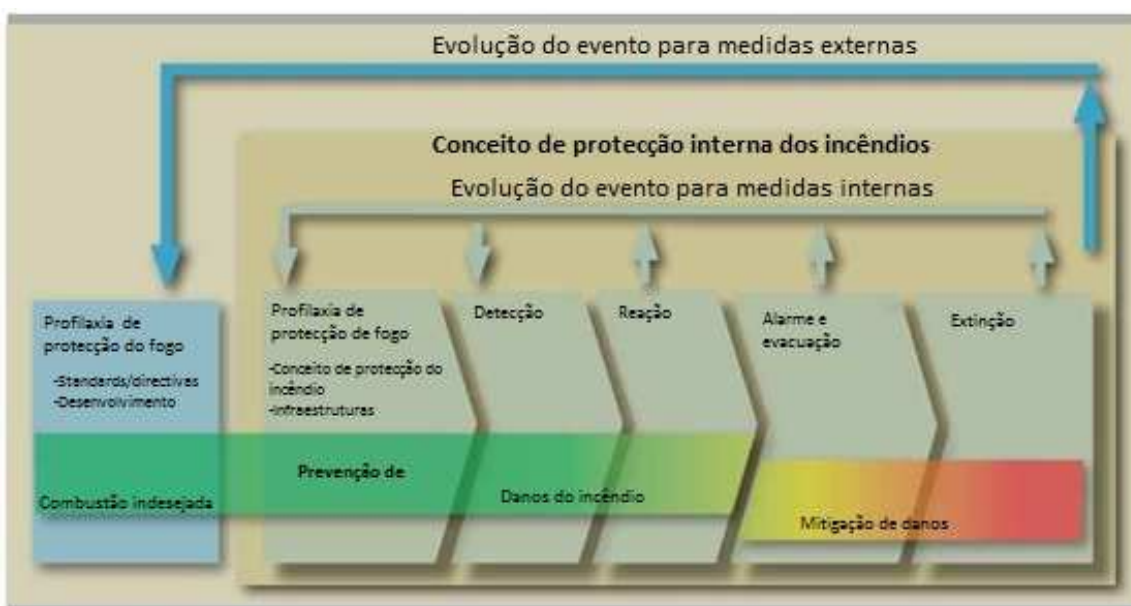 Evolução do evento para medidas externas
Conceito de protecção interna dos incêndios
Evolução do evento para medidas internas
Profilaxia de
protecção do fogo
-Standards/directivas
-Desenvolvimento
Profilaxia de
protecção de fogo
-Conceito de protecção do
incêndio
-Infraestruturas
Detecção
Reação
Alarme e
evacuação
Extinção
Combustão indesejada
Prevenção de
Danos do incêndio
Mitigação de danos